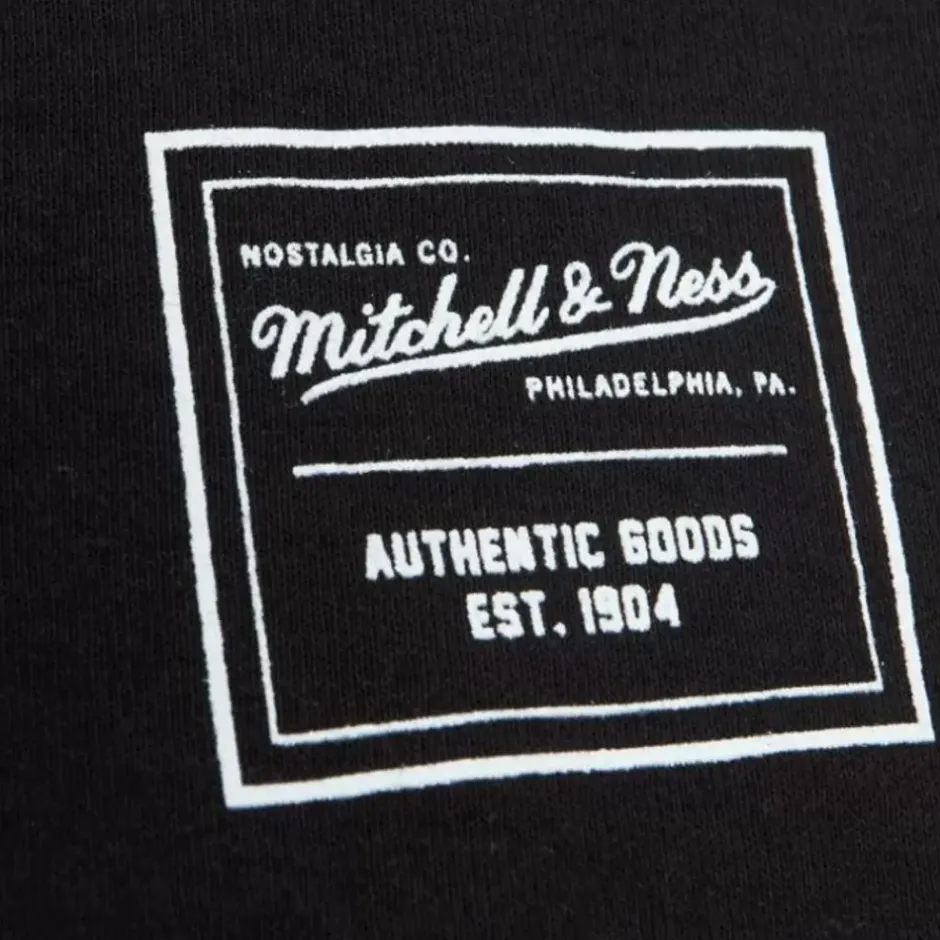 NOSTALGIA CO.
Mitchell & Ness
PHILADELPHIA, PA.
AUTHENTIC GOODS
EST. 1904